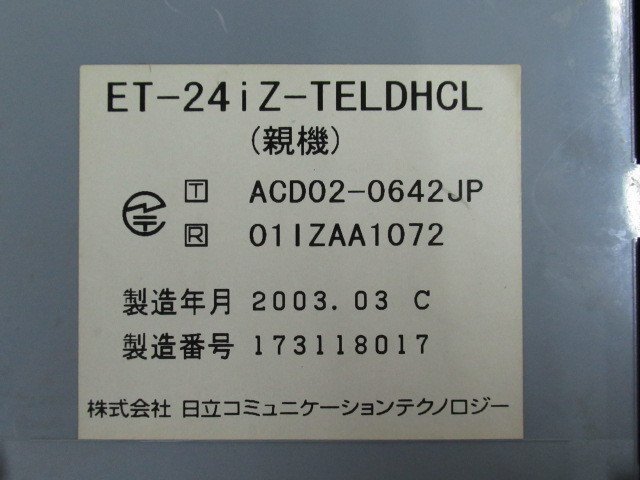 ET-24iZ-TELDHCL
(親機)
T ACD02-0642JP
R 01IZAA1072
製造年月 2003.03 C
製造番号 173118017
株式会社 日立コミュニケーションテクノロジー